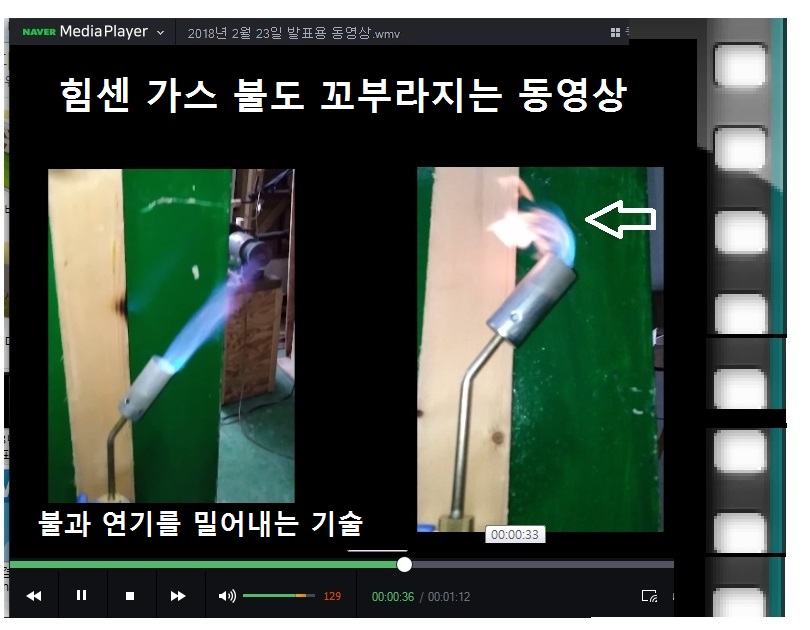 NAVER MediaPlayer 2018년 2월 23일 발표용 동영상.wmv
힘센 가스 불도 꼬부라지는 동영상
불과 연기를 밀어내는 기술
00:00:33
129 00:00:36 / 00:01:12